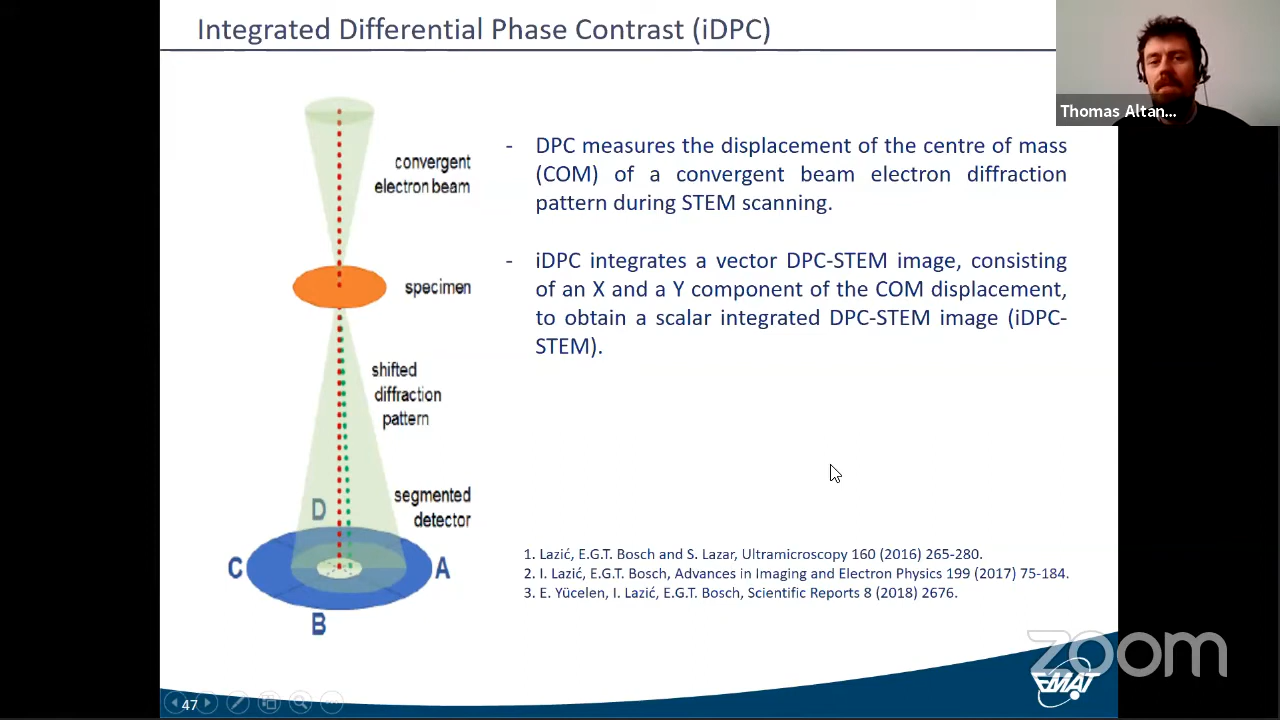 Integrated Differential Phase Contrast (iDPC)
Thomas Altan...
convergent
electron beam
specimen
shifted
diffraction
pattern
segmented
detector
D
C
A
B
- DPC measures the displacement of the centre of mass
(COM) of a convergent beam electron diffraction
pattern during STEM scanning.
- iDPC integrates a vector DPC-STEM image, consisting
of an X and a Y component of the COM displacement,
to obtain a scalar integrated DPC-STEM image (iDPC-
STEM).
1. Lazić, E.G.T. Bosch and S. Lazar, Ultramicroscopy 160 (2016) 265-280.
2. I. Lazić, E.G.T. Bosch, Advances in Imaging and Electron Physics 199 (2017) 75-184.
3. E. Yücelen, I. Lazić, E.G.T. Bosch, Scientific Reports 8 (2018) 2676.
zoom
EMAT
47